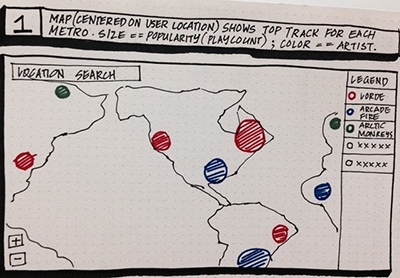 1
MAP (CENTERED ON USER LOCATION) SHOWS TOP TRACK FOR EACH
METRO. SIZE == POPULARITY (PLAYCOUNT) ; COLOR == ARTIST.
LOCATION SEARCH
LEGEND
LORDE
ARCADE
FIRE
ARCTIC
MONKEYS
XXXXX
XXXXX
+
-